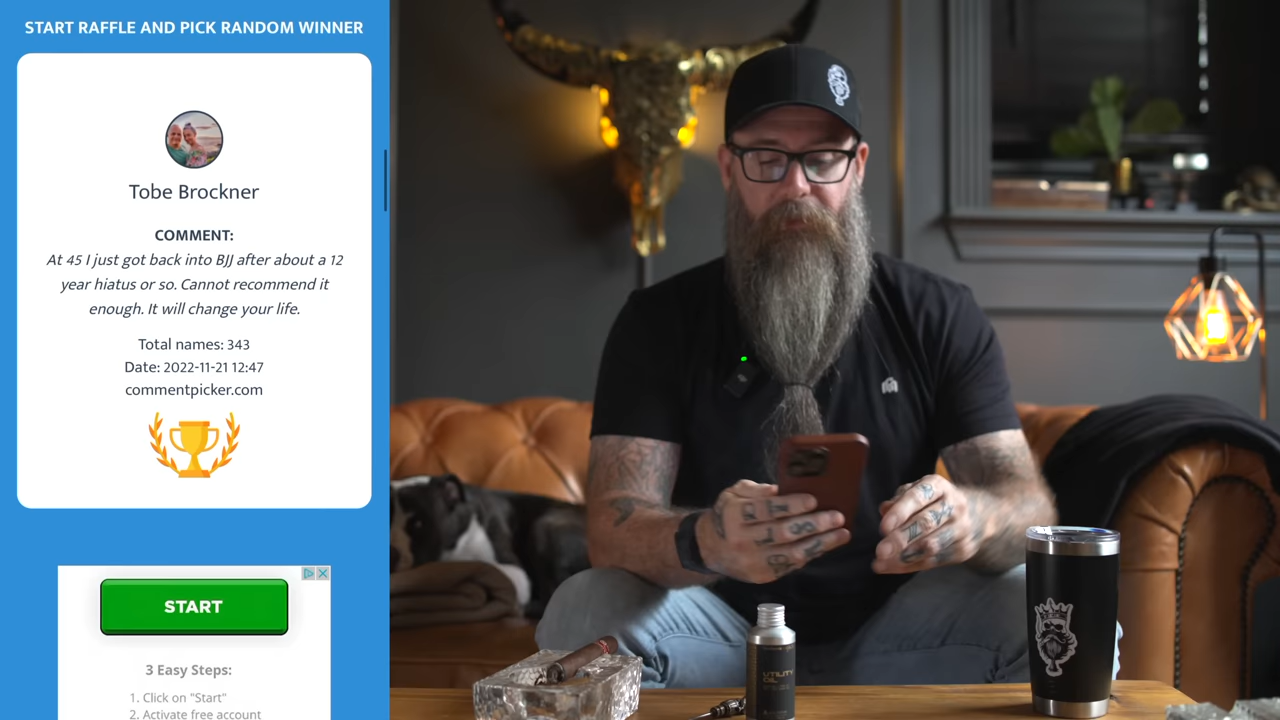 START RAFFLE AND PICK RANDOM WINNER
Tobe Brockner
COMMENT:
At 45 I just got back into BJJ after about a 12
year hiatus or so. Cannot recommend it
enough. It will change your life.
Total names: 343
Date: 2022-11-21 12:47
commentpicker.com
START
3 Easy Steps:
1. Click on "Start"
2. Activate free account
UTILITY
OIL